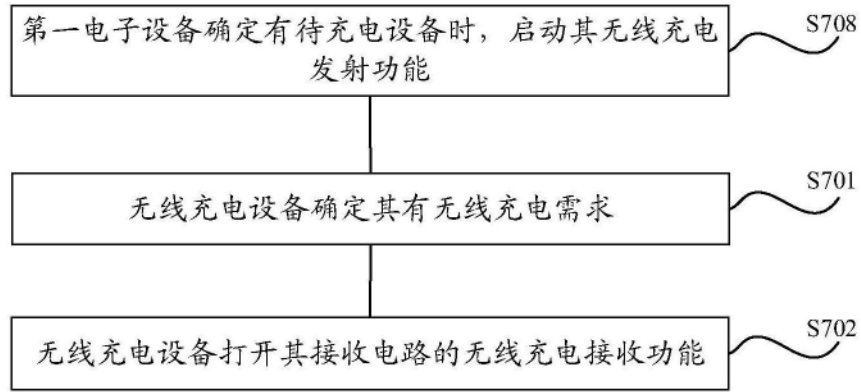 第一电子设备确定有待充电设备时，启动其无线充电
发射功能
S708
无线充电设备确定其有无线充电需求
S701
无线充电设备打开其接收电路的无线充电接收功能
S702